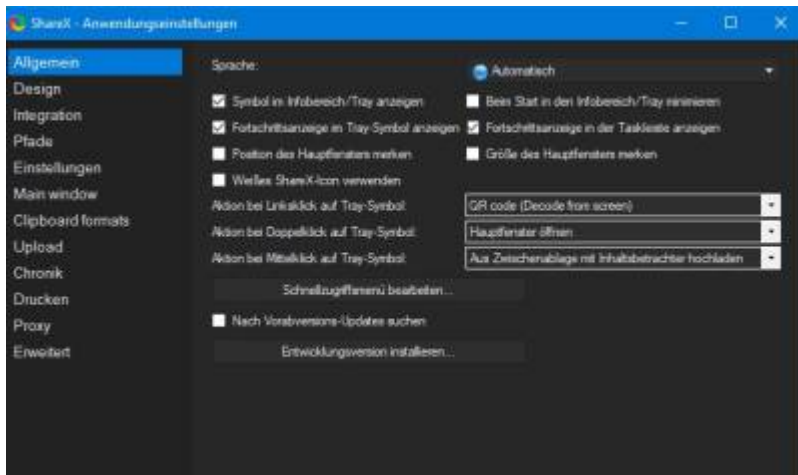 ShareX - Anwendungseinstellungen
Allgemein
Design
Integration
Pfade
Einstellungen
Main window
Clipboard formats
Upload
Chronik
Drucken
Proxy
Erweitert
Sprache:
Automatisch
Symbol im Infobereich/Tray anzeigen
Beim Start in den Infobereich/Tray minimieren
Fortschrittsanzeige im Tray-Symbol anzeigen
Fortschrittsanzeige in der Taskleiste anzeigen
Position des Hauptfensters merken
Größe des Hauptfensters merken
Weißes ShareX-Icon verwenden
Aktion bei Linksklick auf Tray-Symbol:
QR code (Decode from screen)
Aktion bei Doppelklick auf Tray-Symbol:
Hauptfenster öffnen
Aktion bei Mittelklick auf Tray-Symbol:
Aus Zwischenablage mit Inhaltsbetrachter hochladen
Schnellzugriffsmenü bearbeiten...
Nach Vorabversions-Updates suchen
Entwicklungsversion installieren...